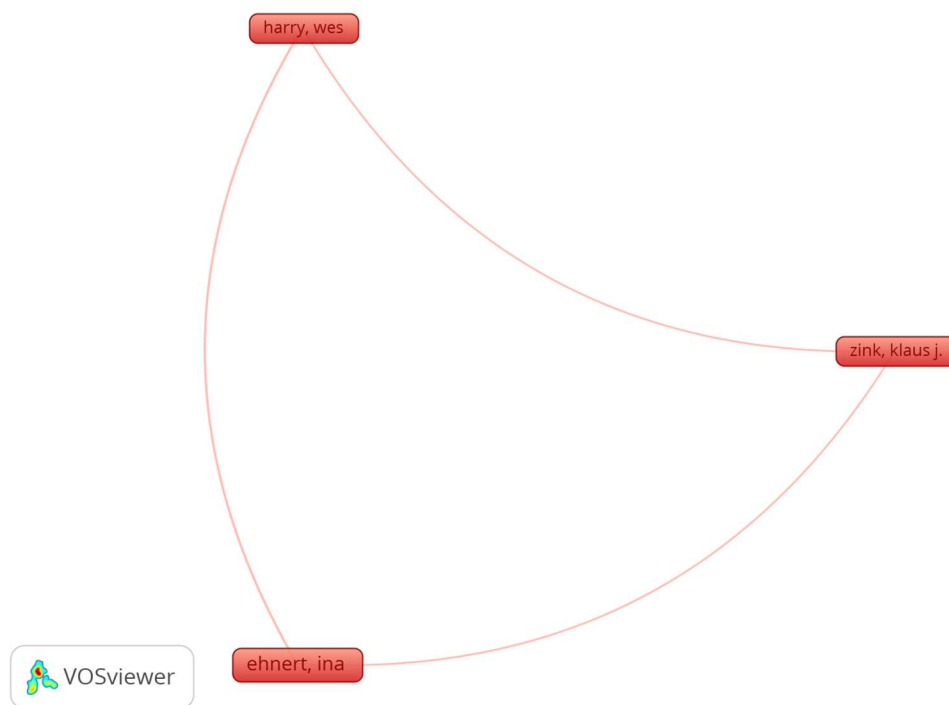 harry, wes
zink, klaus j.
ehnert, ina
VOSviewer